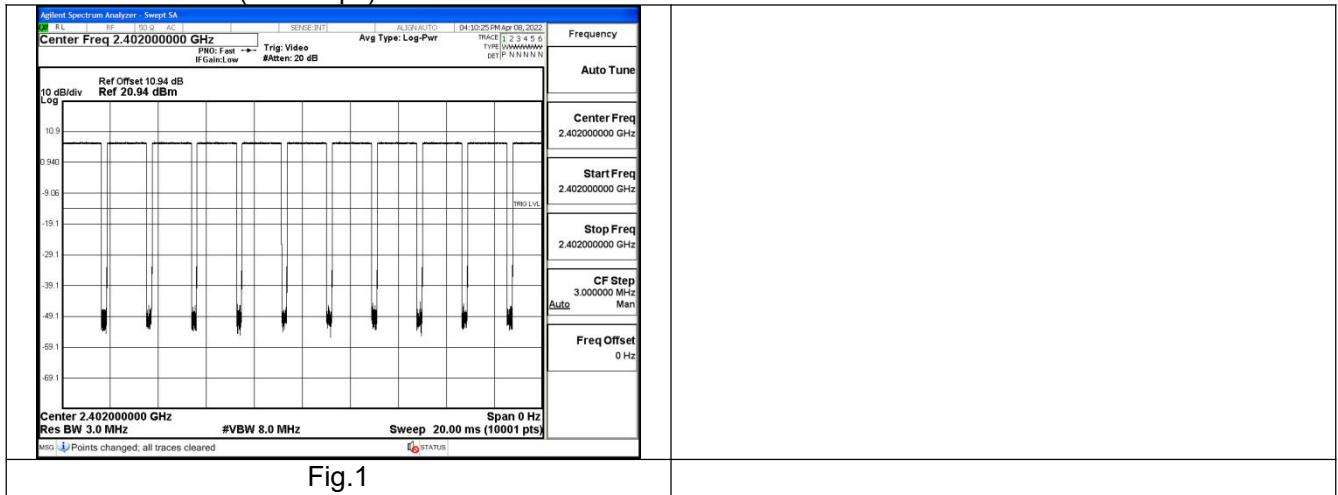 Agilent Spectrum Analyzer - Swept SA
RL RF 50 Ω AC SENSE:INT ALIGN AUTO 04:10:25 PM Apr 08, 2022
Center Freq 2.402000000 GHz
PNO: Fast
IFGain:Low
Trig: Video
#Atten: 20 dB
Avg Type: Log-Pwr
TRACE 1 2 3 4 5 6
TYPE
DET P N N N N N
Frequency
Ref Offset 10.94 dB
10 dB/div Ref 20.94 dBm
Log
10.9
0.940
-9.06
-19.1
-29.1
-39.1
-49.1
-59.1
-69.1
TRIG LVL
Center 2.402000000 GHz Span 0 Hz
Res BW 3.0 MHz #VBW 8.0 MHz Sweep 20.00 ms (10001 pts)
MSG Points changed; all traces cleared STATUS
Auto Tune
Center Freq
2.402000000 GHz
Start Freq
2.402000000 GHz
Stop Freq
2.402000000 GHz
CF Step
3.000000 MHz
Auto Man
Freq Offset
0 Hz
Fig.1